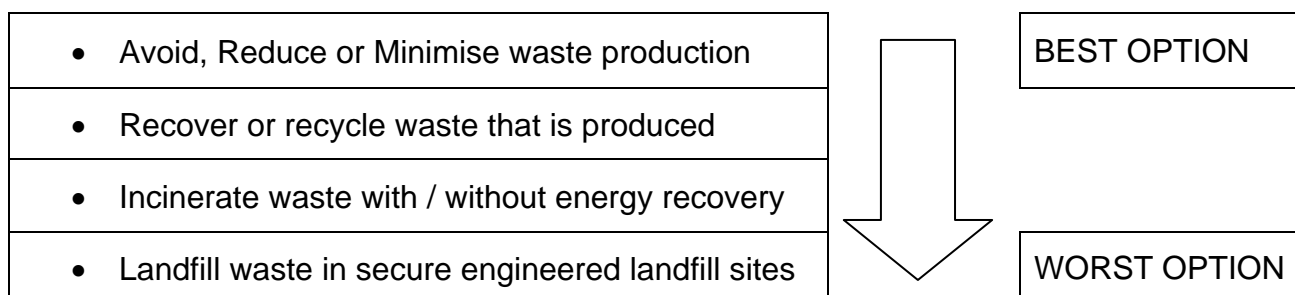 • Avoid, Reduce or Minimise waste production
BEST OPTION
• Recover or recycle waste that is produced
• Incinerate waste with / without energy recovery
• Landfill waste in secure engineered landfill sites
WORST OPTION